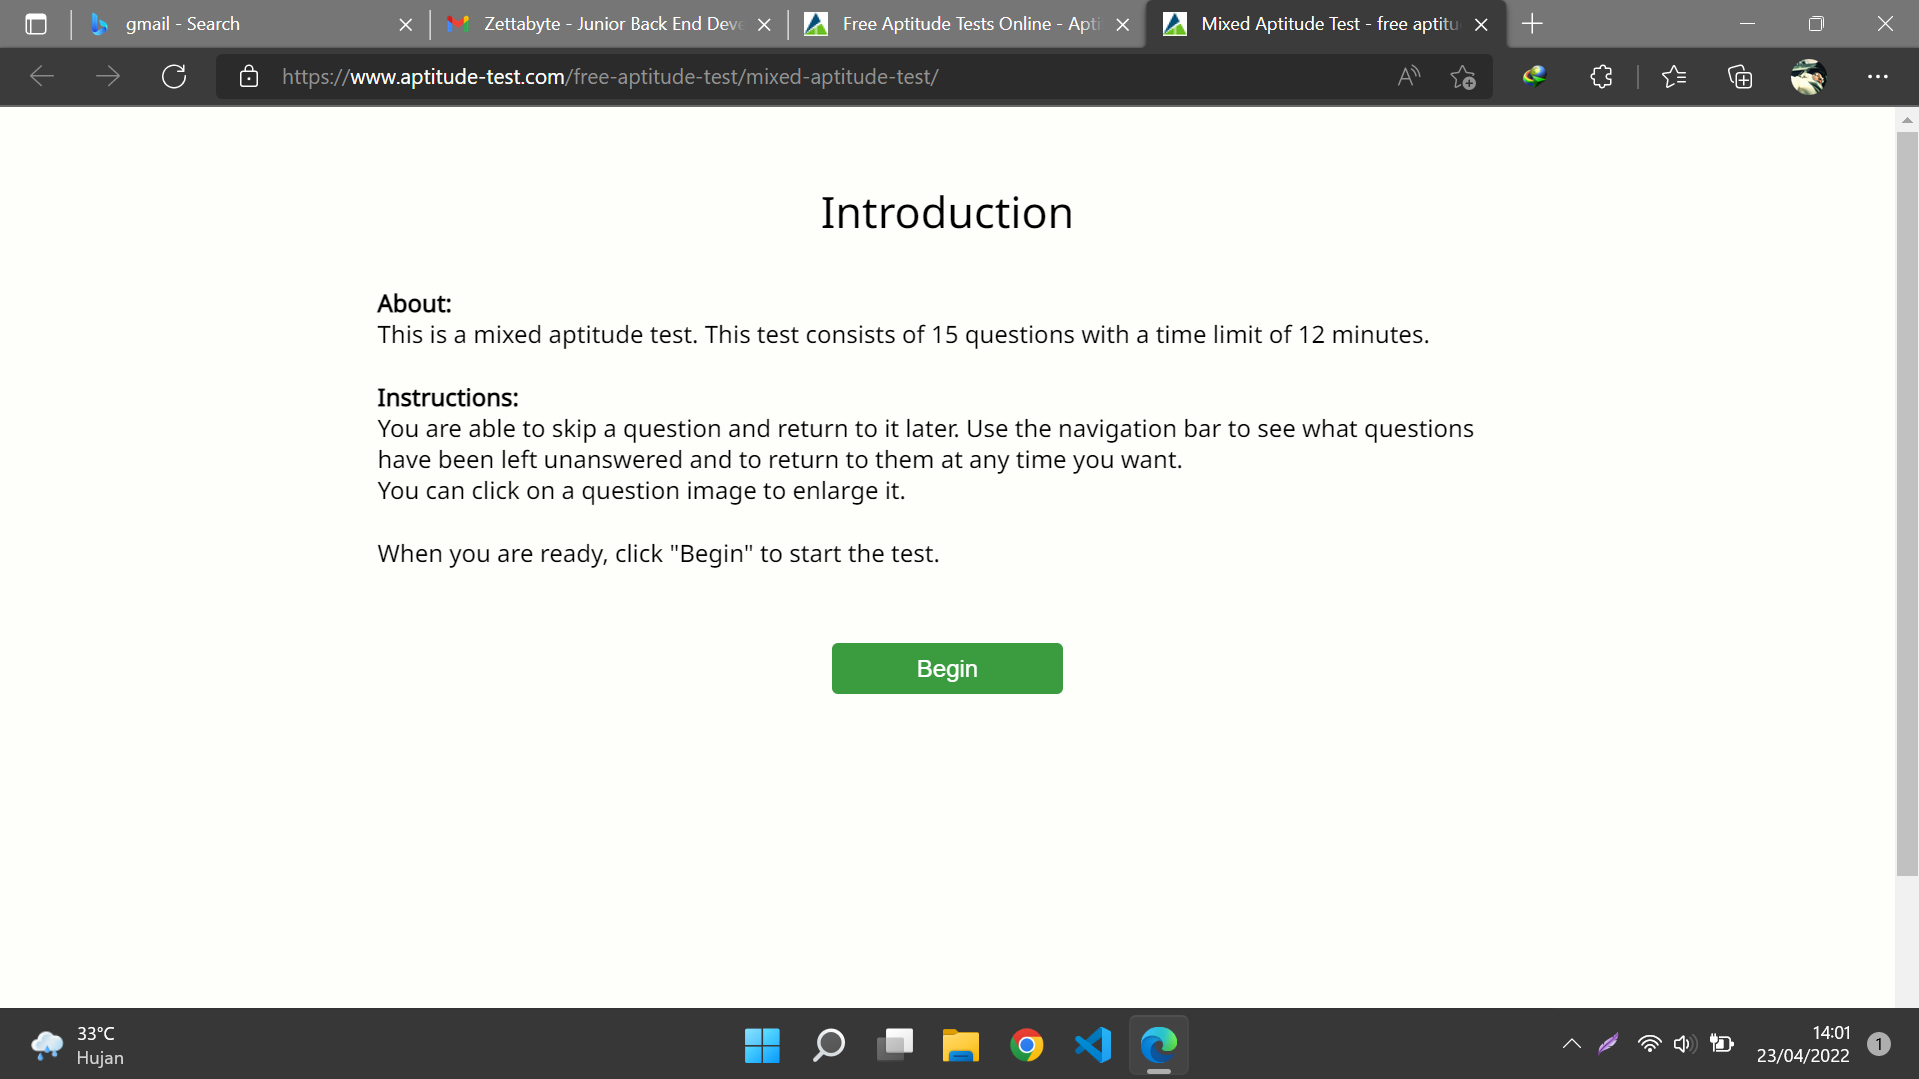 gmail - Search
Zettabyte - Junior Back End Deve
Free Aptitude Tests Online - Apti
Mixed Aptitude Test - free aptitu
https://www.aptitude-test.com/free-aptitude-test/mixed-aptitude-test/
Introduction
About:
This is a mixed aptitude test. This test consists of 15 questions with a time limit of 12 minutes.
Instructions:
You are able to skip a question and return to it later. Use the navigation bar to see what questions
have been left unanswered and to return to them at any time you want.
You can click on a question image to enlarge it.
When you are ready, click "Begin" to start the test.
Begin
33°C
Hujan
14:01
23/04/2022
1